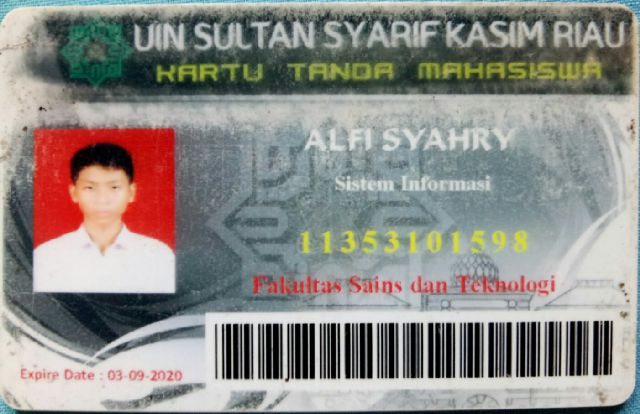 UIN SULTAN SYARIF KASIM RIAU
KARTU TANDA MAHASISWA
ALFI SYAHRY
Sistem Informasi
11353101598
Fakultas Sains dan Teknologi
Expire Date : 03-09-2020